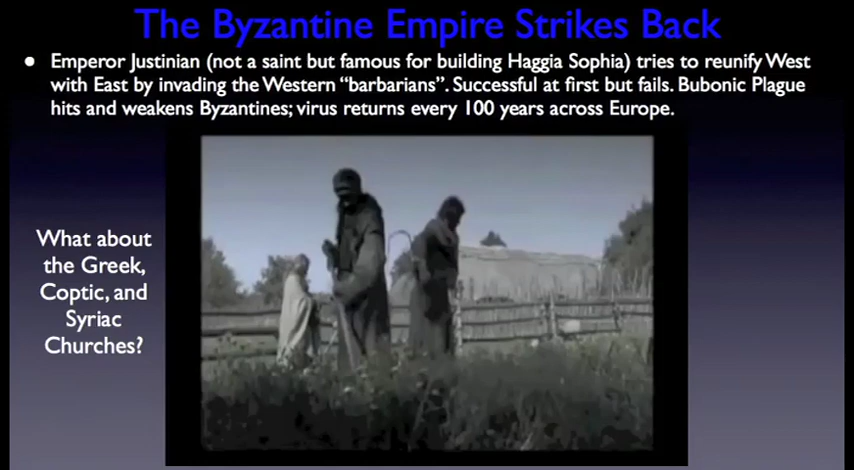 The Byzantine Empire Strikes Back
• Emperor Justinian (not a saint but famous for building Haggia Sophia) tries to reunify West
with East by invading the Western “barbarians”. Successful at first but fails. Bubonic Plague
hits and weakens Byzantines; virus returns every 100 years across Europe.
What about
the Greek,
Coptic, and
Syriac
Churches?